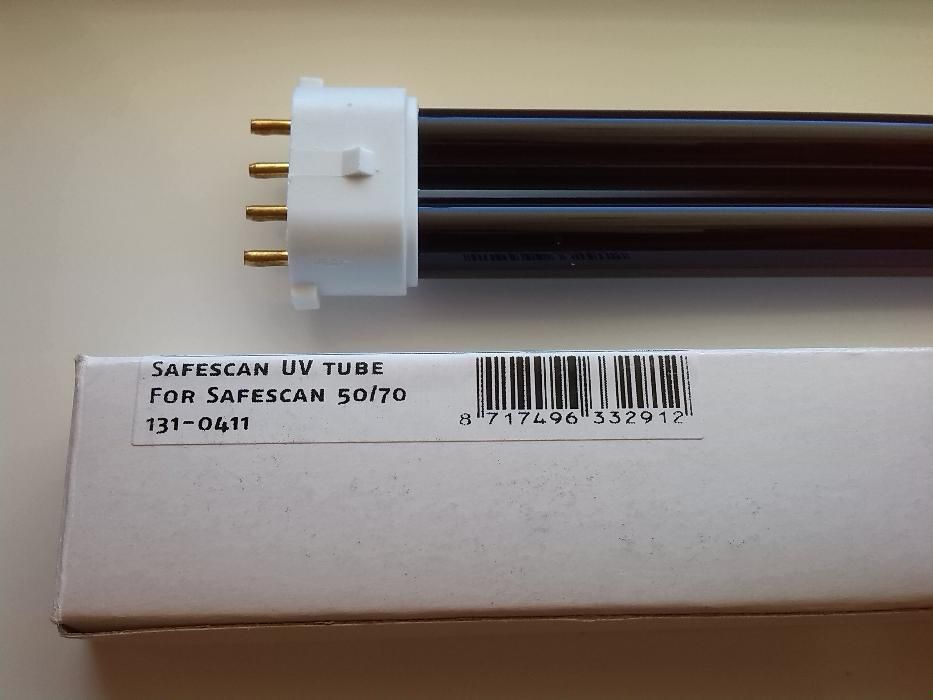 SAFESCAN UV TUBE
FOR SAFESCAN 50/70
131-0411
8 717496 332912